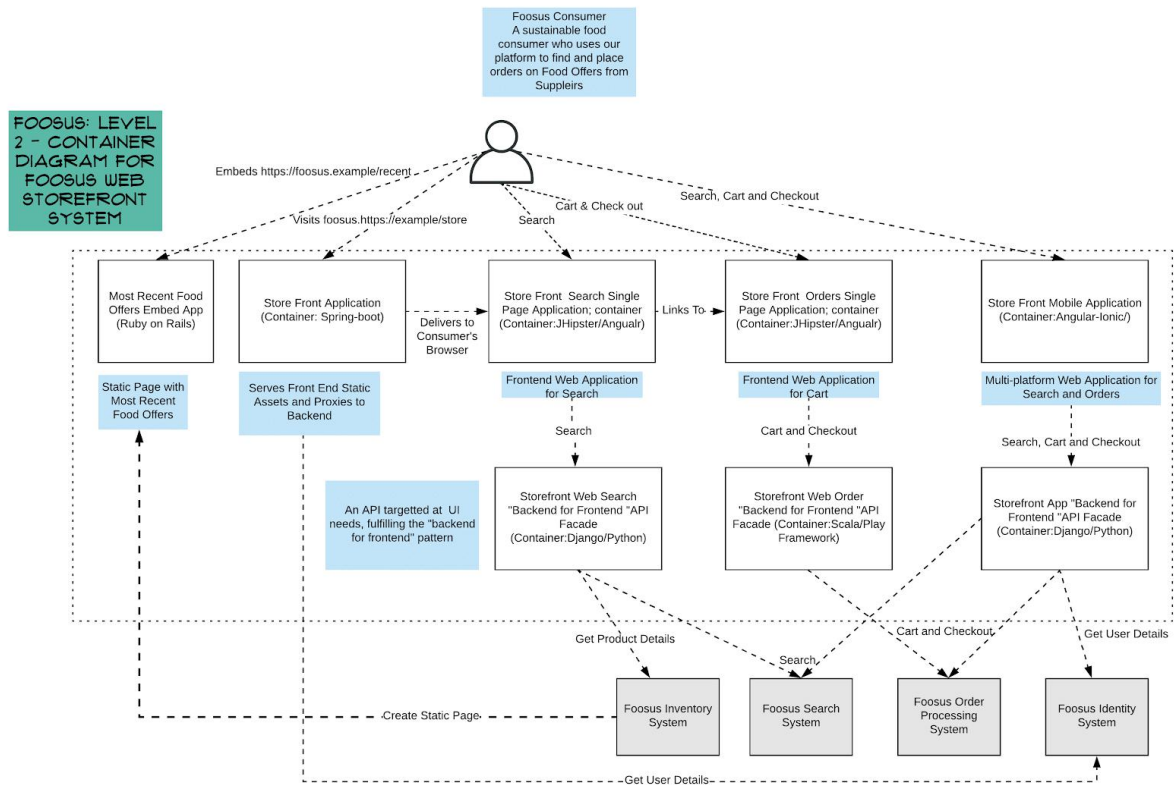 Foosus Consumer
A sustainable food
consumer who uses our
platform to find and place
orders on Food Offers from
Suppleirs
FOOSUS: LEVEL
2 - CONTAINER
DIAGRAM FOR
FOOSUS WEB
STOREFRONT
SYSTEM
Embeds https://foosus.example/recent
Visits foosus.https://example/store
Search
Cart & Check out
Search, Cart and Checkout
Most Recent Food
Offers Embed App
(Ruby on Rails)
Store Front Application
(Container: Spring-boot)
Delivers to
Consumer's
Browser
Store Front Search Single
Page Application; container
(Container:JHipster/Angualr)
Links To
Store Front Orders Single
Page Application; container
(Container:JHipster/Angualr)
Store Front Mobile Application
(Container:Angular-Ionic/)
Static Page with
Most Recent
Food Offers
Serves Front End Static
Assets and Proxies to
Backend
Frontend Web Application
for Search
Frontend Web Application
for Cart
Multi-platform Web Application for
Search and Orders
Search
Cart and Checkout
Search, Cart and Checkout
An API targetted at UI
needs, fulfilling the "backend
for frontend" pattern
Storefront Web Search
"Backend for Frontend "API
Facade
(Container:Django/Python)
Storefront Web Order
"Backend for Frontend "API
Facade (Container:Scala/Play
Framework)
Storefront App "Backend for
Frontend "API Facade
(Container:Django/Python)
Get Product Details
Search
Cart and Checkout
Get User Details
Foosus Inventory
System
Foosus Search
System
Foosus Order
Processing
System
Foosus Identity
System
Create Static Page
Get User Details